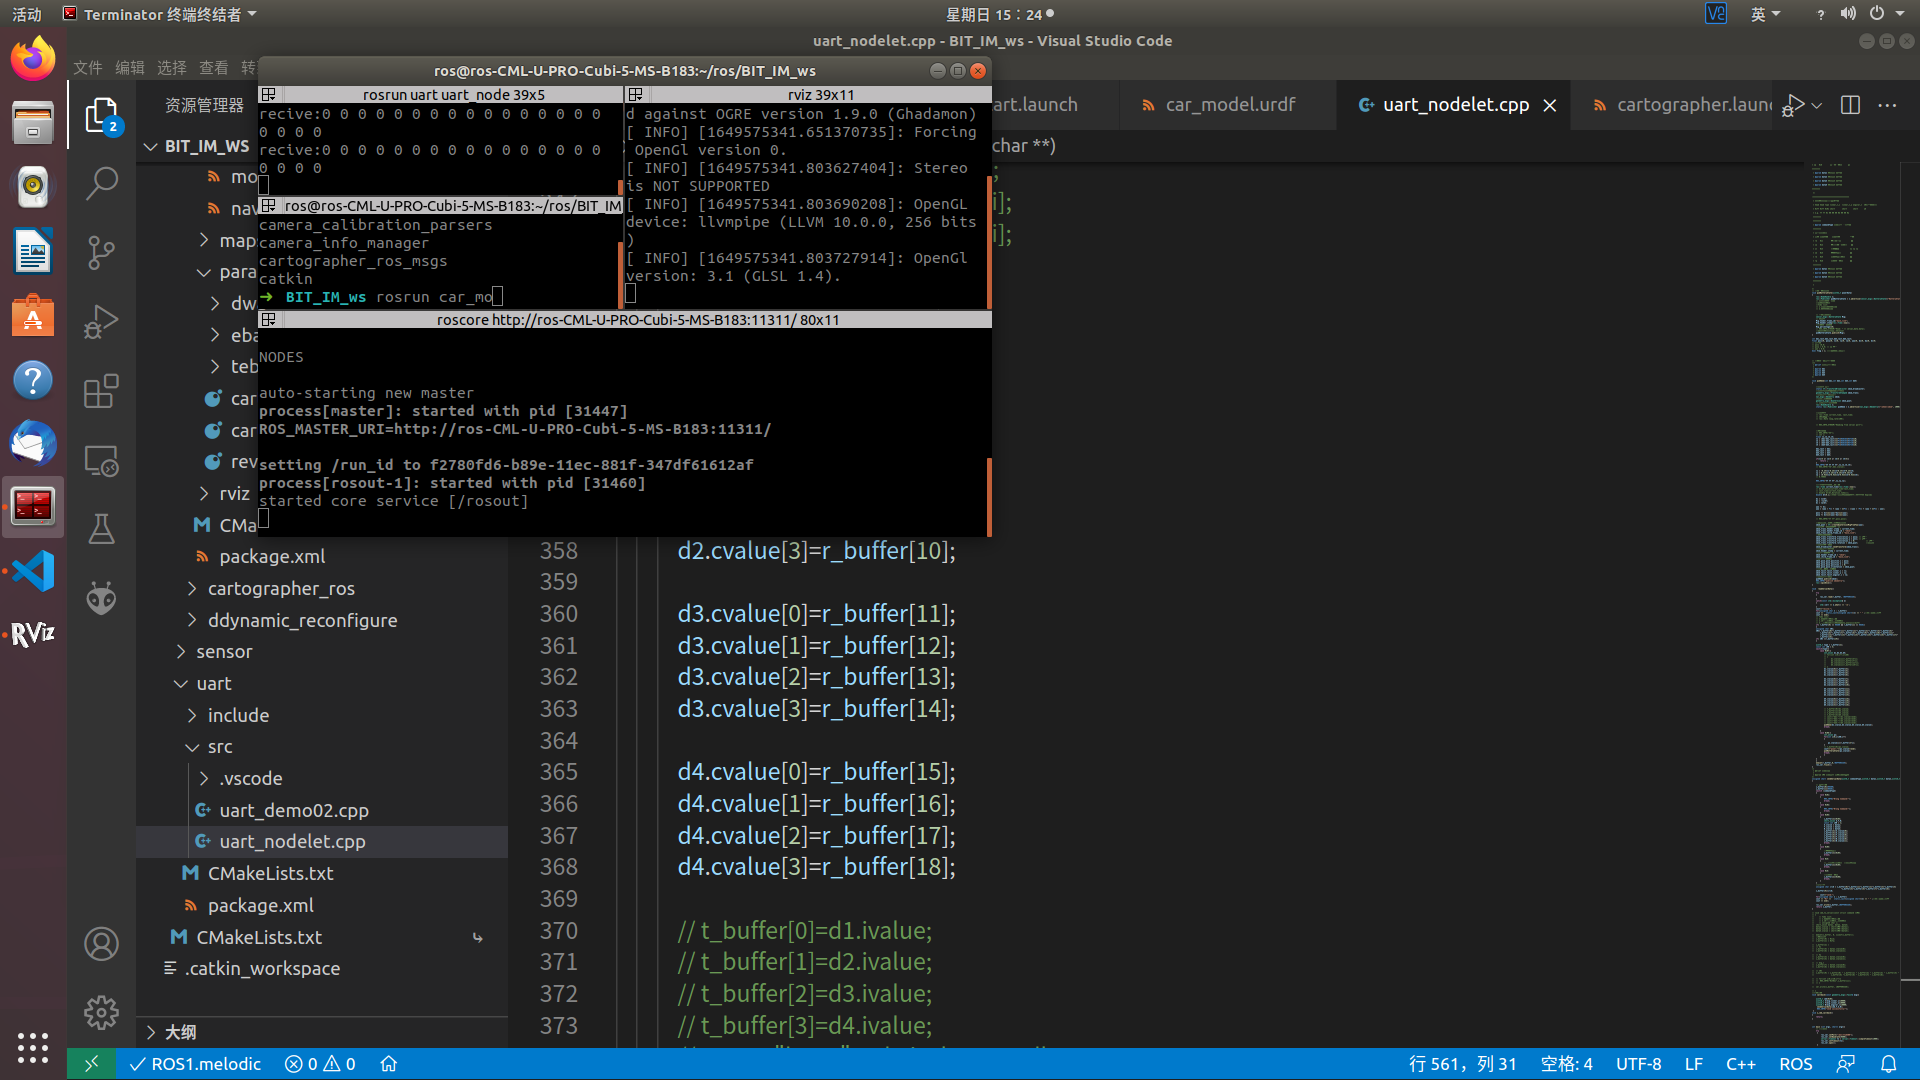 活动
Terminator 终端终结者
星期日 15：24
英
uart_nodelet.cpp - BIT_IM_ws - Visual Studio Code
文件 编辑 选择 查看
资源管理器
art.launch
car_model.urdf
uart_nodelet.cpp
cartographer.laun
char **)
2
BIT_IM_WS
mo
nav
map
para
dw
eba
teb
car
car
rev
rviz
CMa
package.xml
cartographer_ros
ddynamic_reconfigure
sensor
uart
include
src
.vscode
uart_demo02.cpp
uart_nodelet.cpp
CMakeLists.txt
package.xml
CMakeLists.txt
.catkin_workspace
大纲
ros@ros-CML-U-PRO-Cubi-5-MS-B183:~/ros/BIT_IM_ws
rosrun uart uart_node 39x5
recive:0 0 0 0 0 0 0 0 0 0 0 0 0 0 0 0
0 0 0 0
recive:0 0 0 0 0 0 0 0 0 0 0 0 0 0 0 0
0 0 0 0
ros@ros-CML-U-PRO-Cubi-5-MS-B183:~/ros/BIT_IM
camera_calibration_parsers
camera_info_manager
cartographer_ros_msgs
catkin
➜ BIT_IM_ws rosrun car_mo
rviz 39x11
d against OGRE version 1.9.0 (Ghadamon)
[ INFO] [1649575341.651370735]: Forcing
OpenGl version 0.
[ INFO] [1649575341.803627404]: Stereo
is NOT SUPPORTED
[ INFO] [1649575341.803690208]: OpenGL
device: llvmpipe (LLVM 10.0.0, 256 bits
)
[ INFO] [1649575341.803727914]: OpenGl
version: 3.1 (GLSL 1.4).
roscore http://ros-CML-U-PRO-Cubi-5-MS-B183:11311/ 80x11
NODES
auto-starting new master
process[master]: started with pid [31447]
ROS_MASTER_URI=http://ros-CML-U-PRO-Cubi-5-MS-B183:11311/
setting /run_id to f2780fd6-b89e-11ec-881f-347df61612af
process[rosout-1]: started with pid [31460]
started core service [/rosout]
;
i];
i];
358 d2.cvalue[3]=r_buffer[10];
359
360 d3.cvalue[0]=r_buffer[11];
361 d3.cvalue[1]=r_buffer[12];
362 d3.cvalue[2]=r_buffer[13];
363 d3.cvalue[3]=r_buffer[14];
364
365 d4.cvalue[0]=r_buffer[15];
366 d4.cvalue[1]=r_buffer[16];
367 d4.cvalue[2]=r_buffer[17];
368 d4.cvalue[3]=r_buffer[18];
369
370 // t_buffer[0]=d1.ivalue;
371 // t_buffer[1]=d2.ivalue;
372 // t_buffer[2]=d3.ivalue;
373 // t_buffer[3]=d4.ivalue;
RViz
ROS1.melodic
0 0
行 561，列 31
空格: 4
UTF-8
LF
C++
ROS